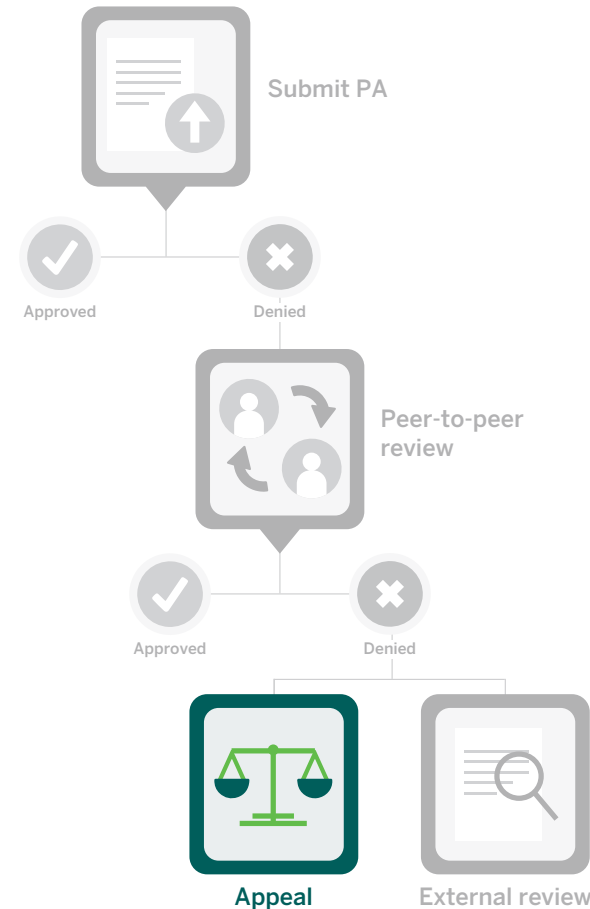 Submit PA
Approved
Denied
Peer-to-peer
review
Approved
Denied
Appeal
External review